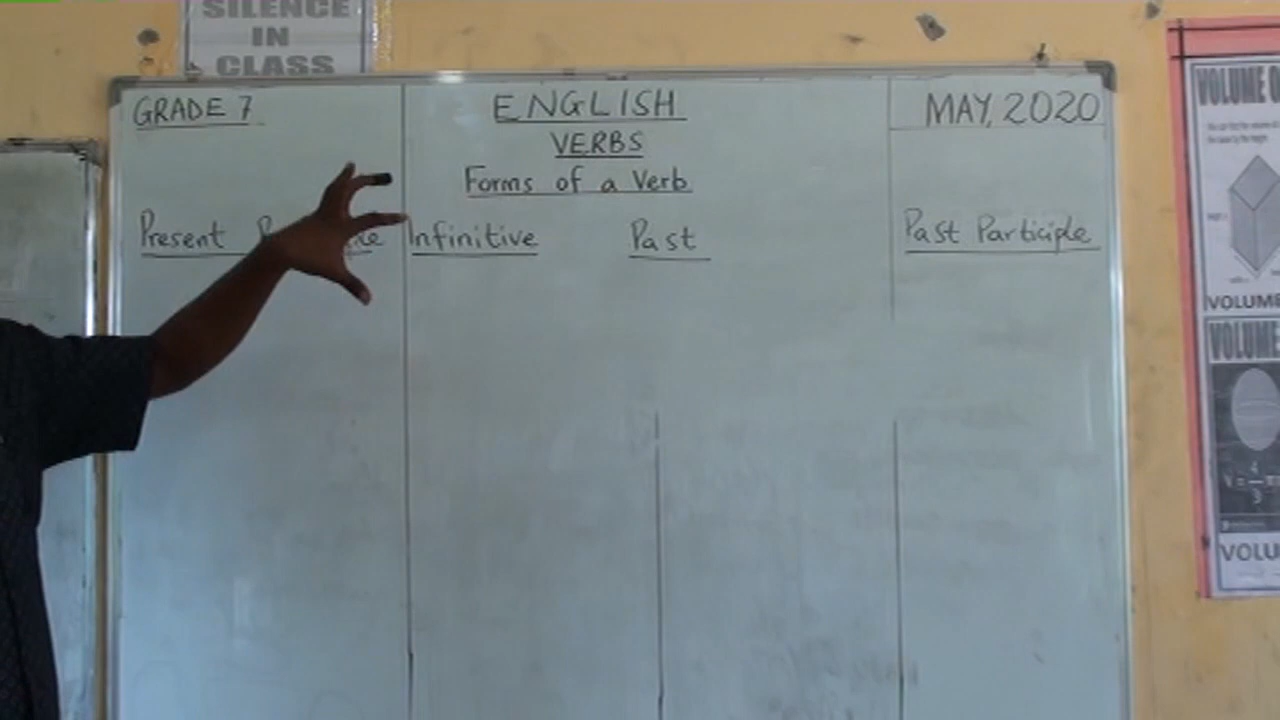 SILENCE
IN
CLASS
GRADE 7
ENGLISH
MAY, 2020
VERBS
Forms of a Verb
Present Infinitive Past Past Participle
VOLUME
VOLUME
VOLUME
VOLU